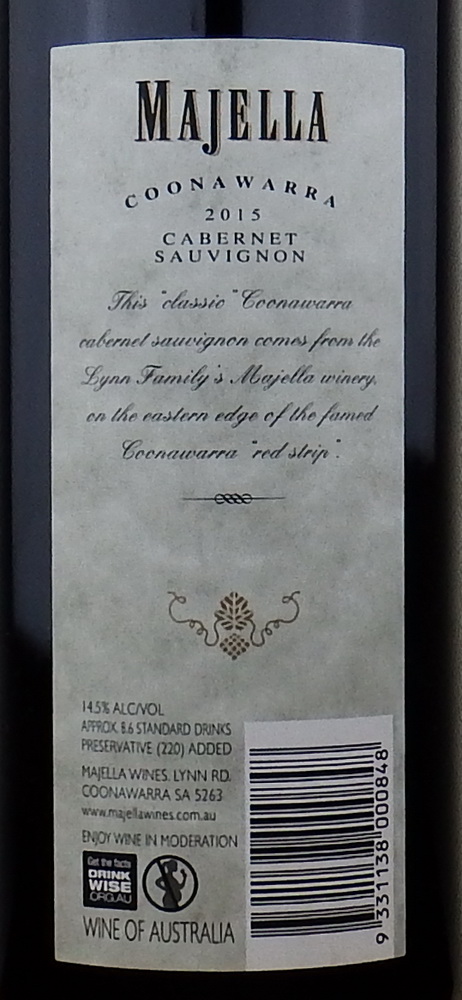 MAJELLA
COONAWARRA
2015
CABERNET
SAUVIGNON
This "classic" Coonawarra
cabernet sauvignon comes from the
Lynn Family's Majella winery,
on the eastern edge of the famed
Coonawarra "red strip".
14.5% ALC/VOL
APPROX. 8.6 STANDARD DRINKS
PRESERVATIVE (220) ADDED
MAJELLA WINES. LYNN RD.
COONAWARRA SA 5263
www.majellawines.com.au
ENJOY WINE IN MODERATION
Get the facts
DRINK
WISE
ORG.AU
WINE OF AUSTRALIA
9 331138 000848